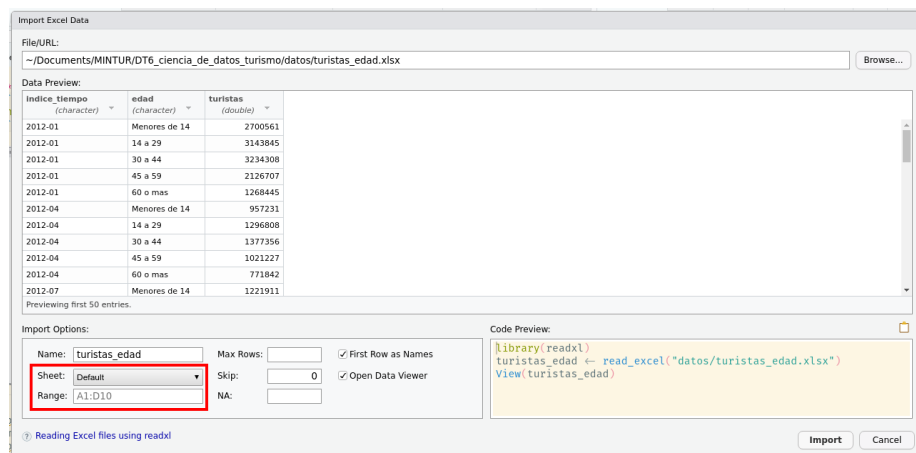 Import Excel Data
File/URL:
~/Documents/MINTUR/DT6_ciencia_de_datos_turismo/datos/turistas_edad.xlsx Browse...
Data Preview:
indice_tiempo edad turistas
(character) (character) (double)
2012-01 Menores de 14 2700561
2012-01 14 a 29 3143845
2012-01 30 a 44 3234308
2012-01 45 a 59 2126707
2012-01 60 o mas 1268445
2012-04 Menores de 14 957231
2012-04 14 a 29 1296808
2012-04 30 a 44 1377356
2012-04 45 a 59 1021227
2012-04 60 o mas 771842
2012-07 Menores de 14 1221911
Previewing first 50 entries.
Import Options:
Name: turistas_edad Max Rows: First Row as Names
Sheet: Default Skip: 0 Open Data Viewer
Range: A1:D10 NA:
Code Preview:
library(readxl)
turistas_edad ← read_excel("datos/turistas_edad.xlsx")
View(turistas_edad)
? Reading Excel files using readxl
Import Cancel